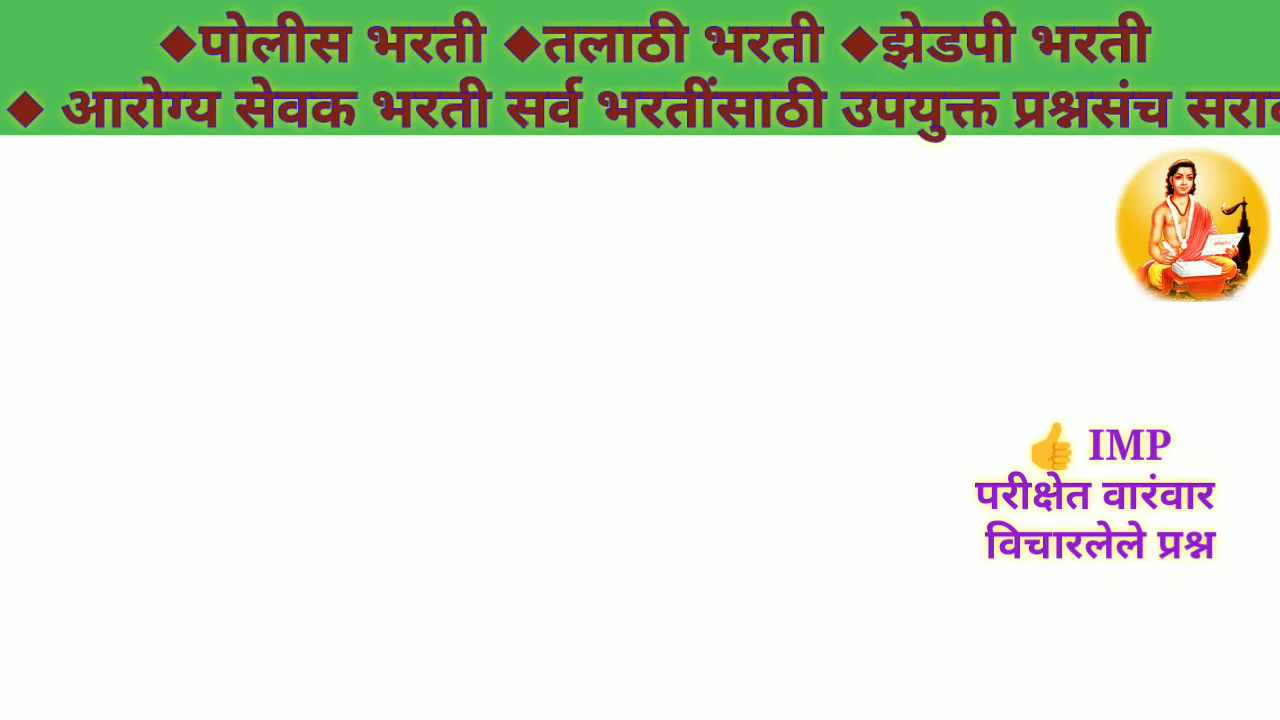 ◆पोलीस भरती ◆तलाठी भरती ◆झेडपी भरती
◆ आरोग्य सेवक भरती सर्व भरतींसाठी उपयुक्त प्रश्नसंच
👍 IMP
परीक्षेत वारंवार
विचारलेले प्रश्न